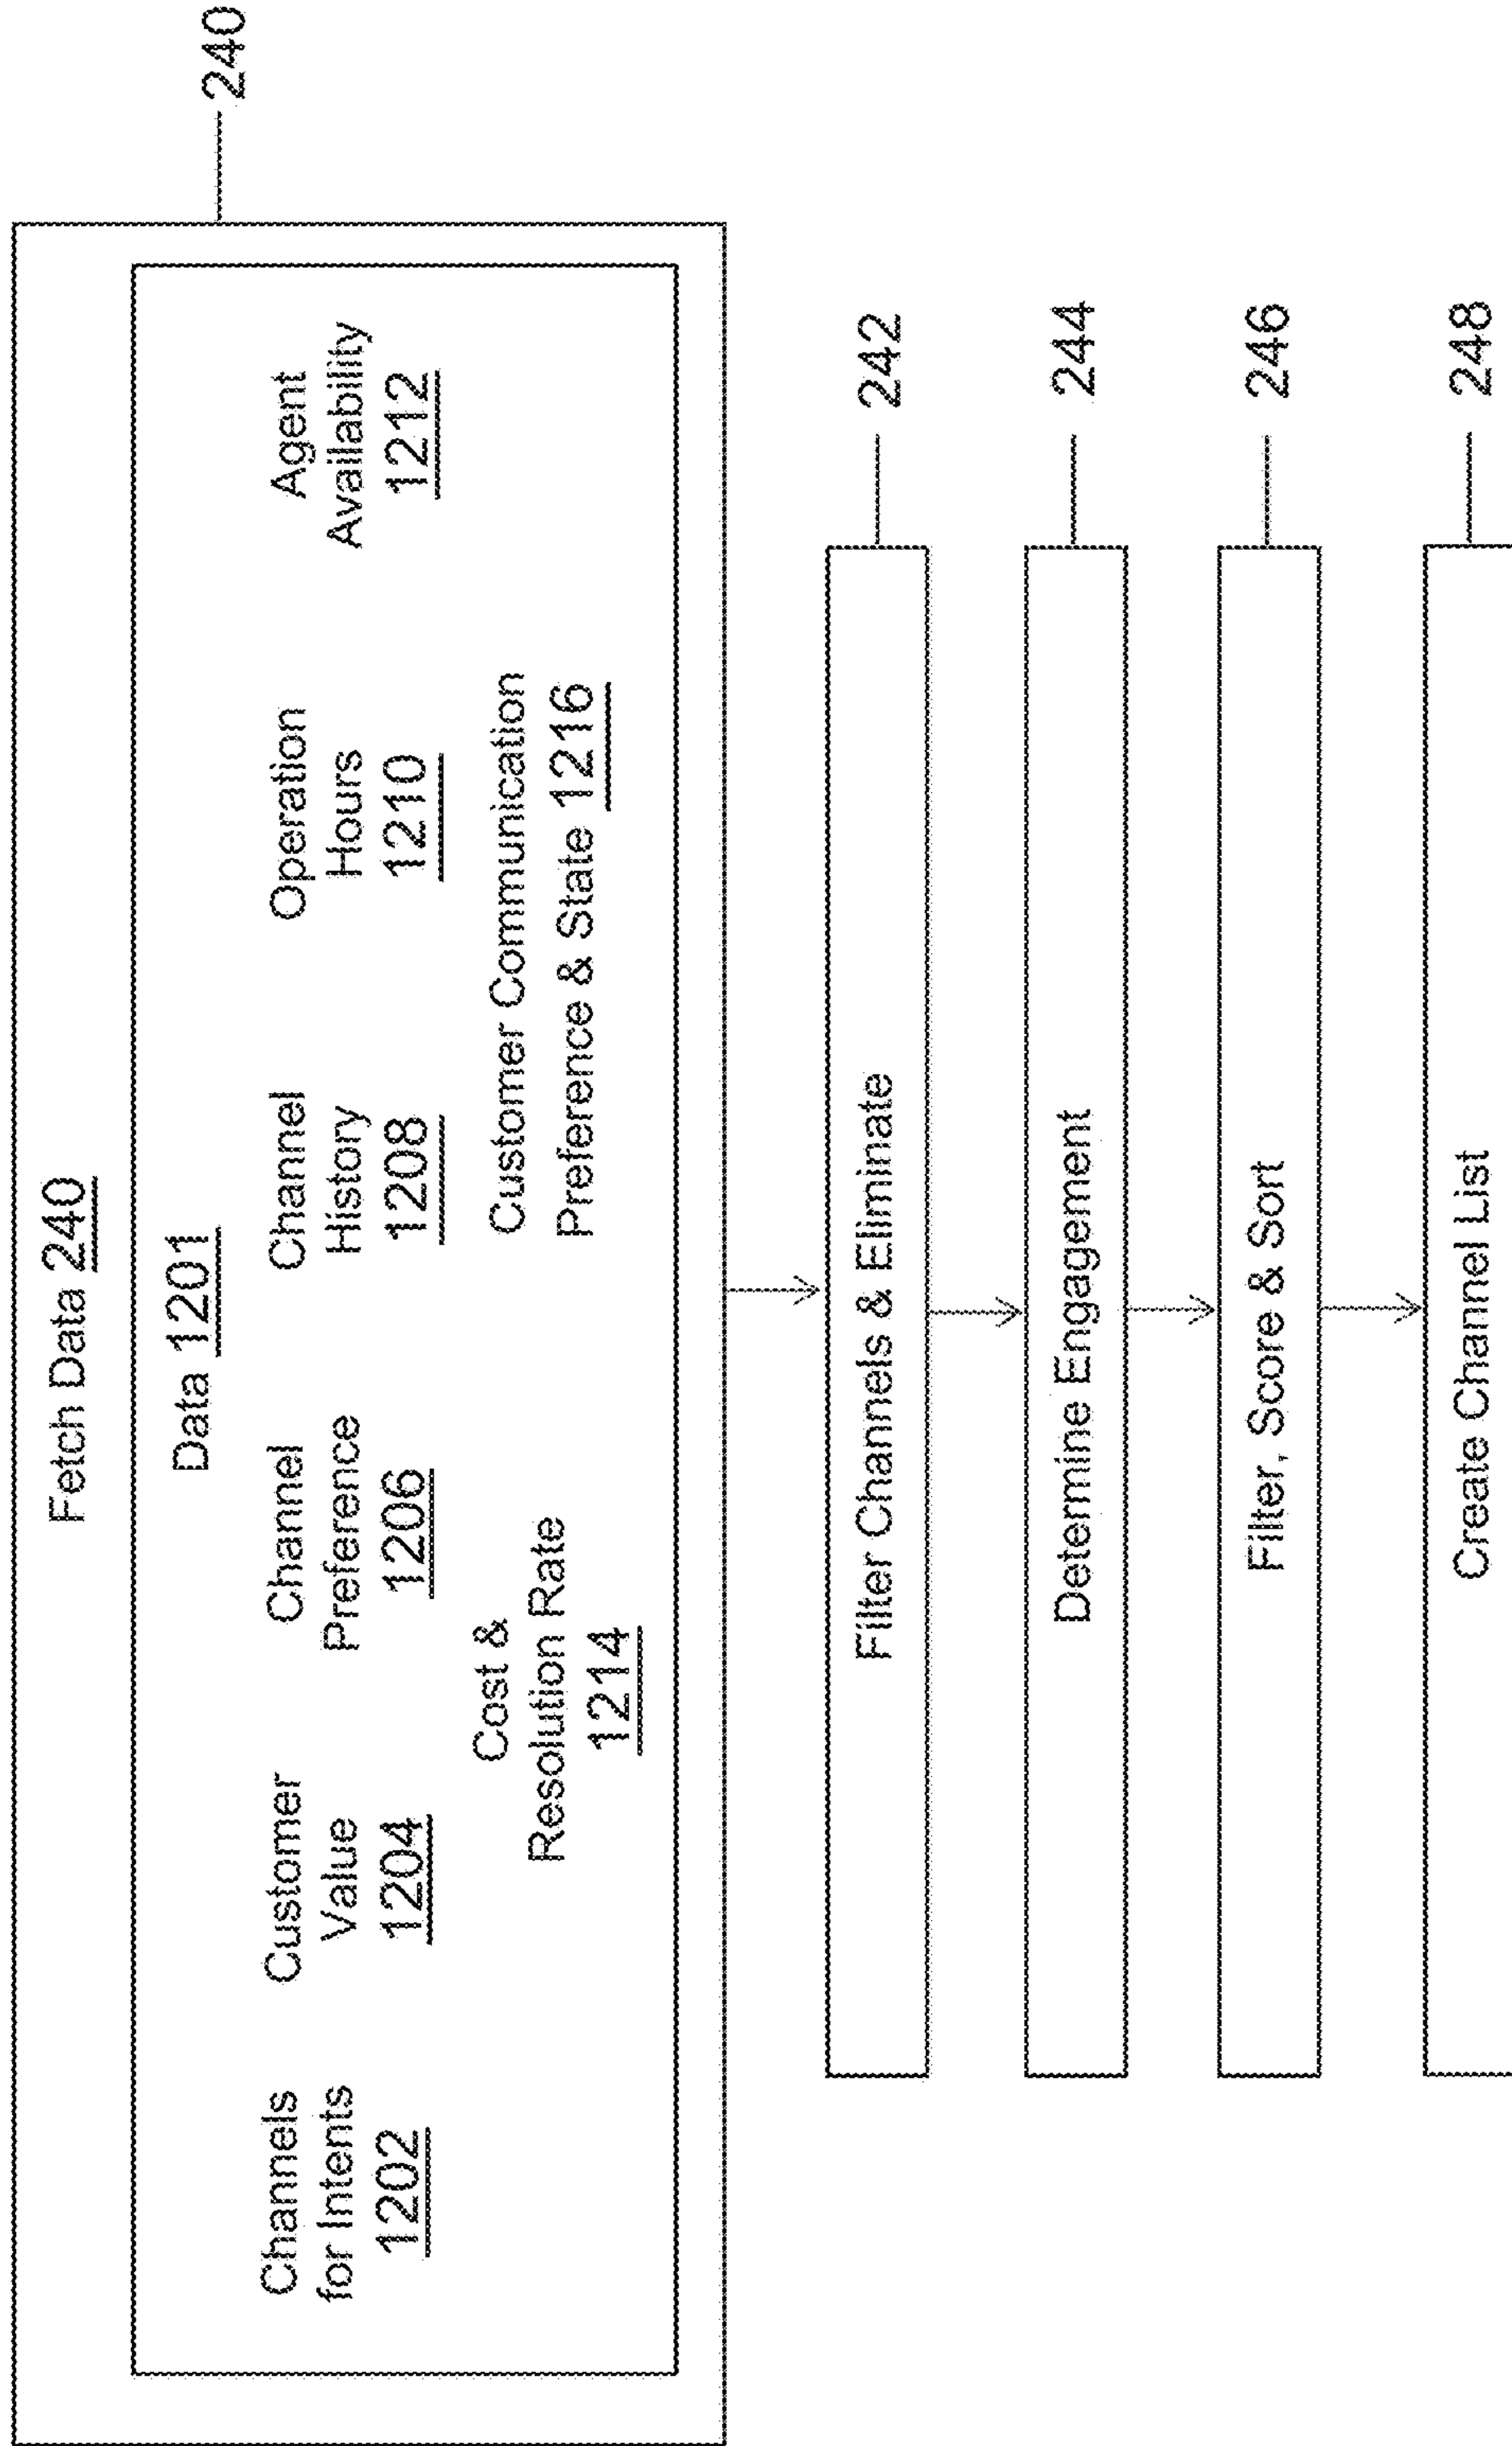 Fetch Data 240
240
Data 1201
Channels
for Intents
1202
Customer
Value
1204
Channel
Preference
1206
Channel
History
1208
Operation
Hours
1210
Agent
Availability
1212
Cost &
Resolution Rate
1214
Customer Communication
Preference & State 1216
Filter Channels & Eliminate
242
Determine Engagement
244
Filter, Score & Sort
246
Create Channel List
248